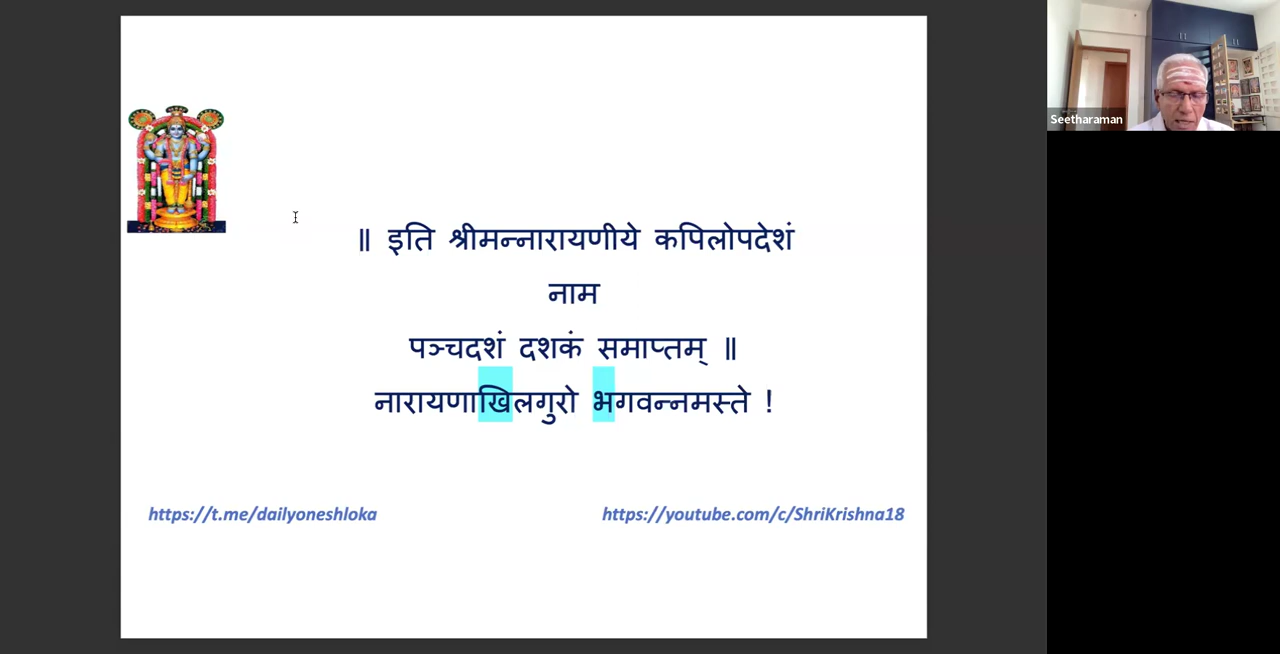 ॥ इति श्रीमन्नारायणीये कपिलोपदेशं
नाम
पञ्चदशं दशकं समाप्तम् ॥
नारायणाखिलगुरो भगवन्नमस्ते !
https://t.me/dailyoneshloka
https://youtube.com/c/ShriKrishna18
Seetharaman